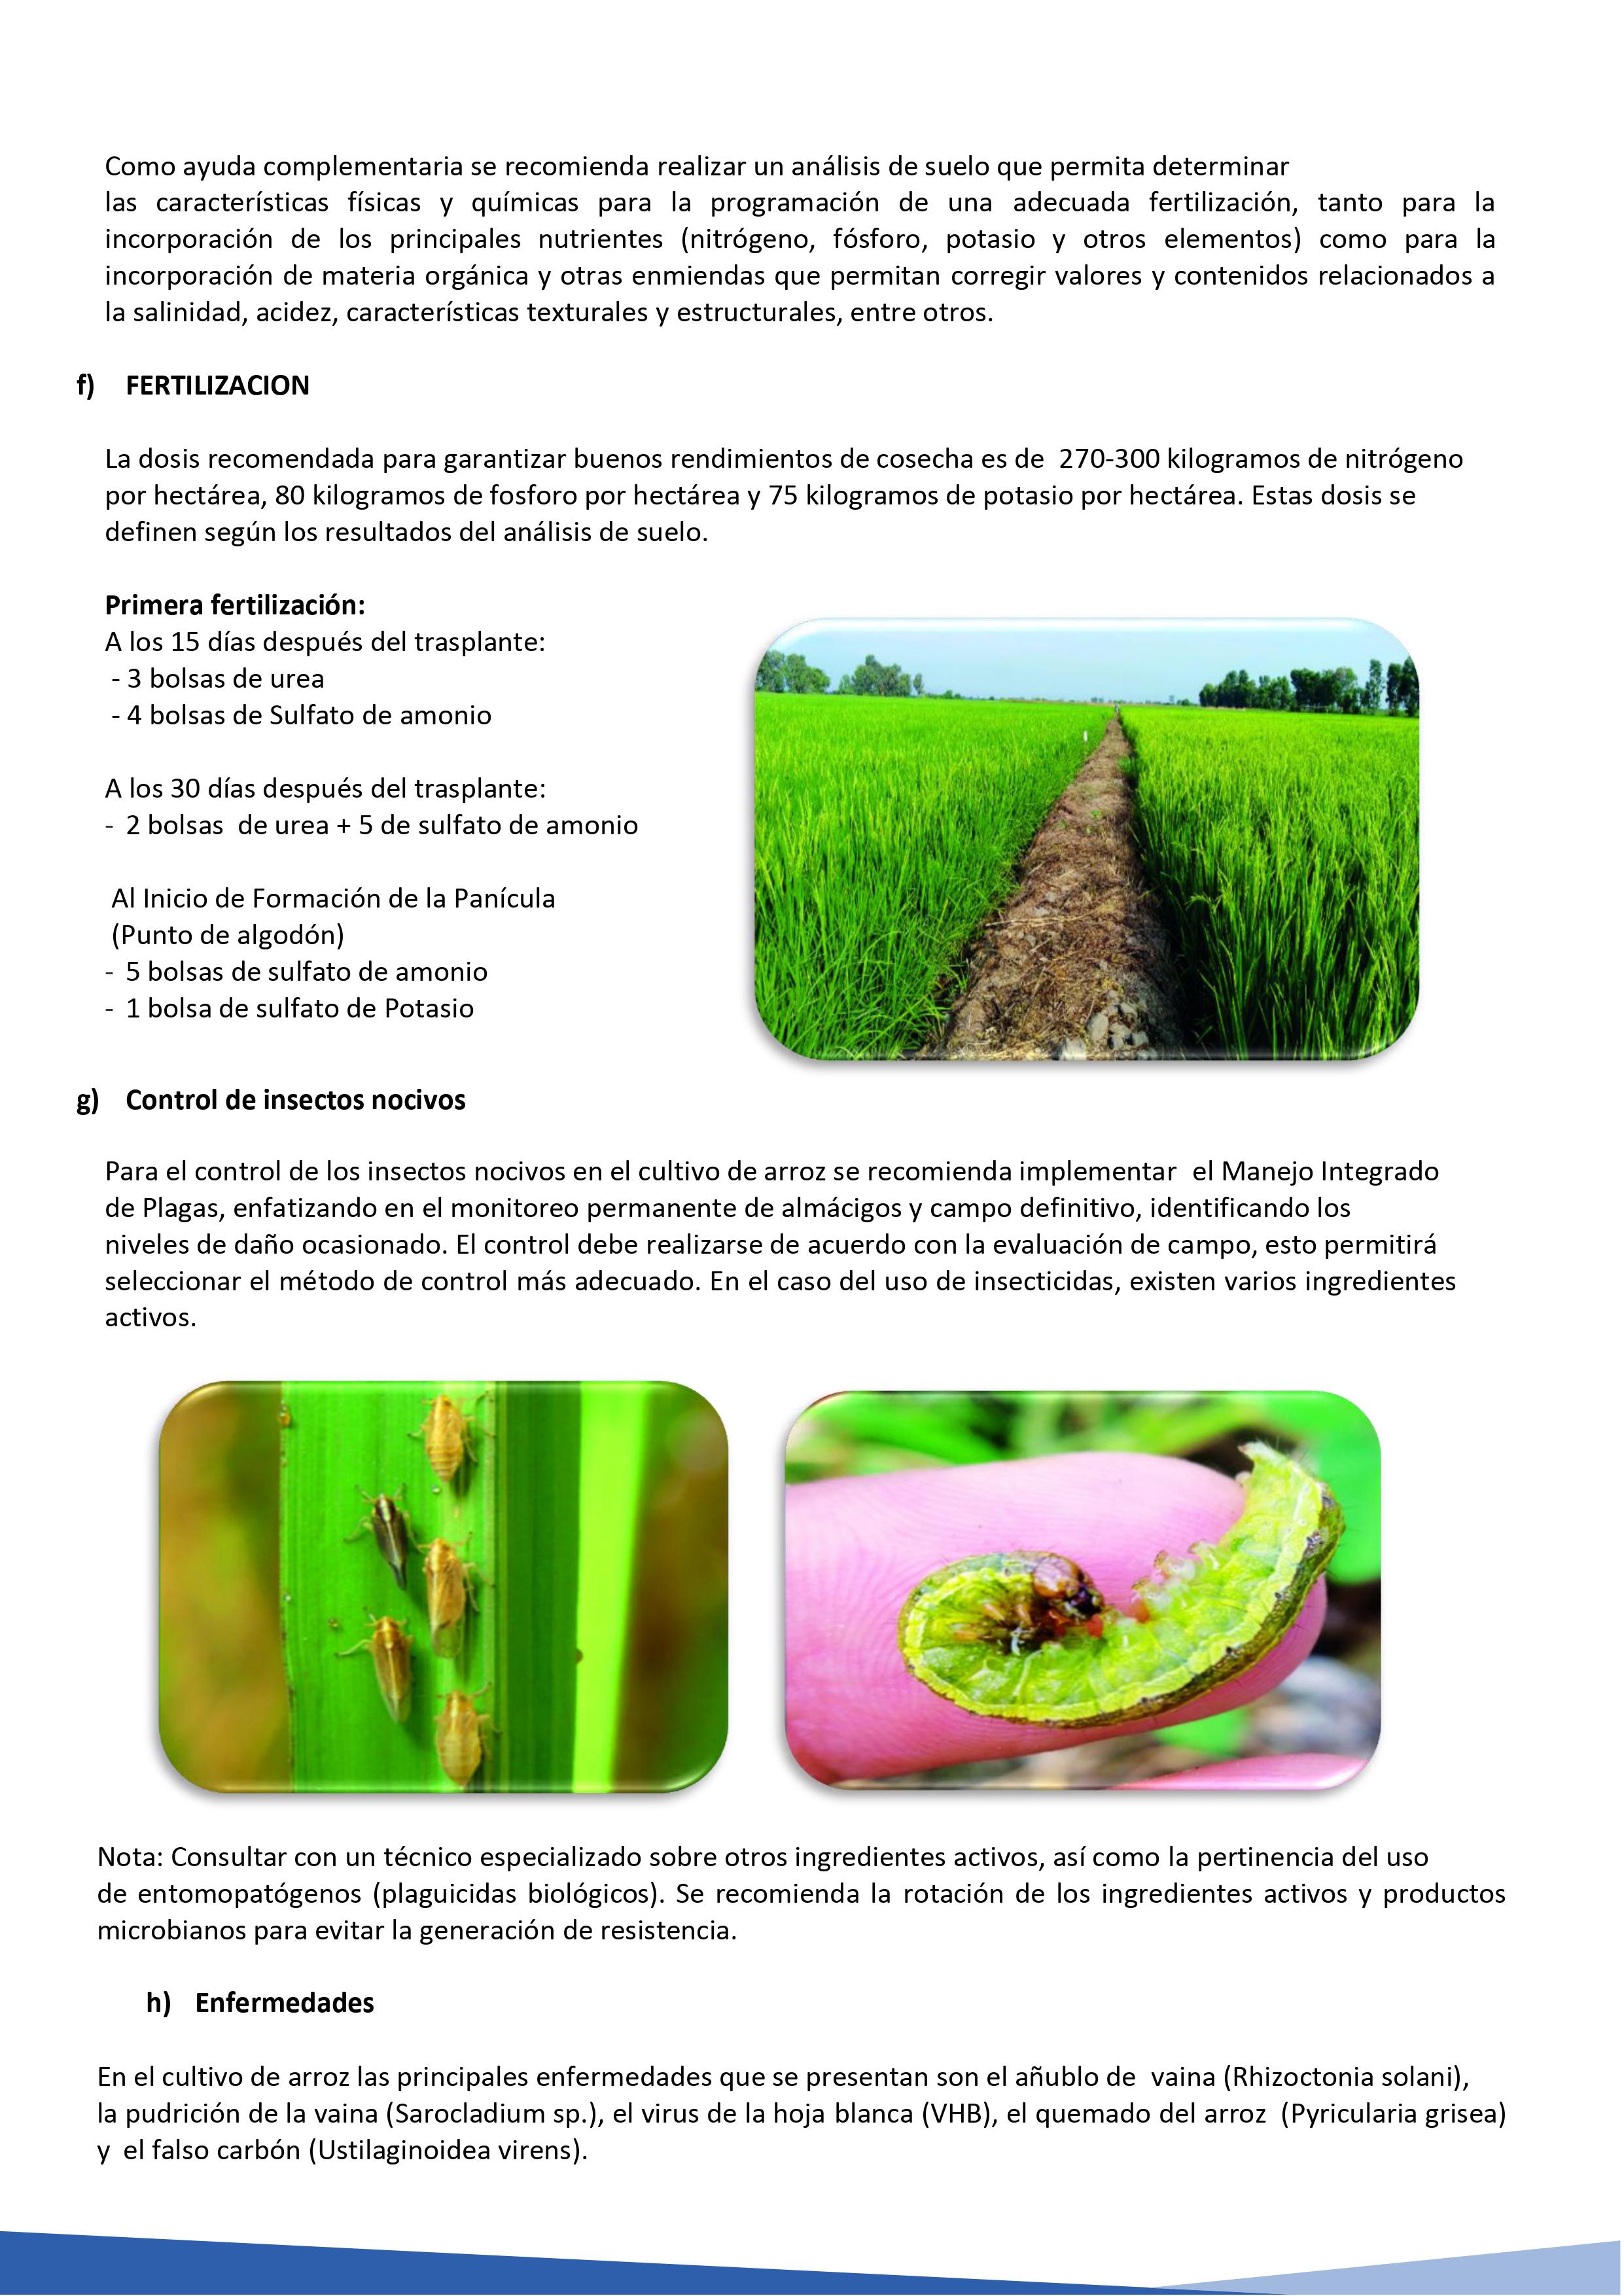 Como ayuda complementaria se recomienda realizar un análisis de suelo que permita determinar
las características físicas y químicas para la programación de una adecuada fertilización, tanto para la
incorporación de los principales nutrientes (nitrógeno, fósforo, potasio y otros elementos) como para la
incorporación de materia orgánica y otras enmiendas que permitan corregir valores y contenidos relacionados a
la salinidad, acidez, características texturales y estructurales, entre otros.
f) FERTILIZACION
La dosis recomendada para garantizar buenos rendimientos de cosecha es de 270-300 kilogramos de nitrógeno
por hectárea, 80 kilogramos de fosforo por hectárea y 75 kilogramos de potasio por hectárea. Estas dosis se
definen según los resultados del análisis de suelo.
Primera fertilización:
A los 15 días después del trasplante:
- 3 bolsas de urea
- 4 bolsas de Sulfato de amonio
A los 30 días después del trasplante:
- 2 bolsas de urea + 5 de sulfato de amonio
Al Inicio de Formación de la Panícula
(Punto de algodón)
- 5 bolsas de sulfato de amonio
- 1 bolsa de sulfato de Potasio
g) Control de insectos nocivos
Para el control de los insectos nocivos en el cultivo de arroz se recomienda implementar el Manejo Integrado
de Plagas, enfatizando en el monitoreo permanente de almácigos y campo definitivo, identificando los
niveles de daño ocasionado. El control debe realizarse de acuerdo con la evaluación de campo, esto permitirá
seleccionar el método de control más adecuado. En el caso del uso de insecticidas, existen varios ingredientes
activos.
Nota: Consultar con un técnico especializado sobre otros ingredientes activos, así como la pertinencia del uso
de entomopatógenos (plaguicidas biológicos). Se recomienda la rotación de los ingredientes activos y productos
microbianos para evitar la generación de resistencia.
h) Enfermedades
En el cultivo de arroz las principales enfermedades que se presentan son el añublo de vaina (Rhizoctonia solani),
la pudrición de la vaina (Sarocladium sp.), el virus de la hoja blanca (VHB), el quemado del arroz (Pyricularia grisea)
y el falso carbón (Ustilaginoidea virens).